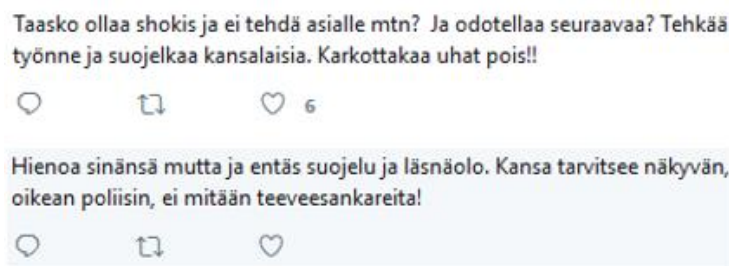 Taasko ollaa shokis ja ei tehdä asialle mtn? Ja odotellaa seuraavaa? Tehkää
työnne ja suojelkaa kansalaisia. Karkottakaa uhat pois!!
6
Hienoa sinänsä mutta ja entäs suojelu ja läsnäolo. Kansa tarvitsee näkyvän,
oikean poliisin, ei mitään teeveesankareita!